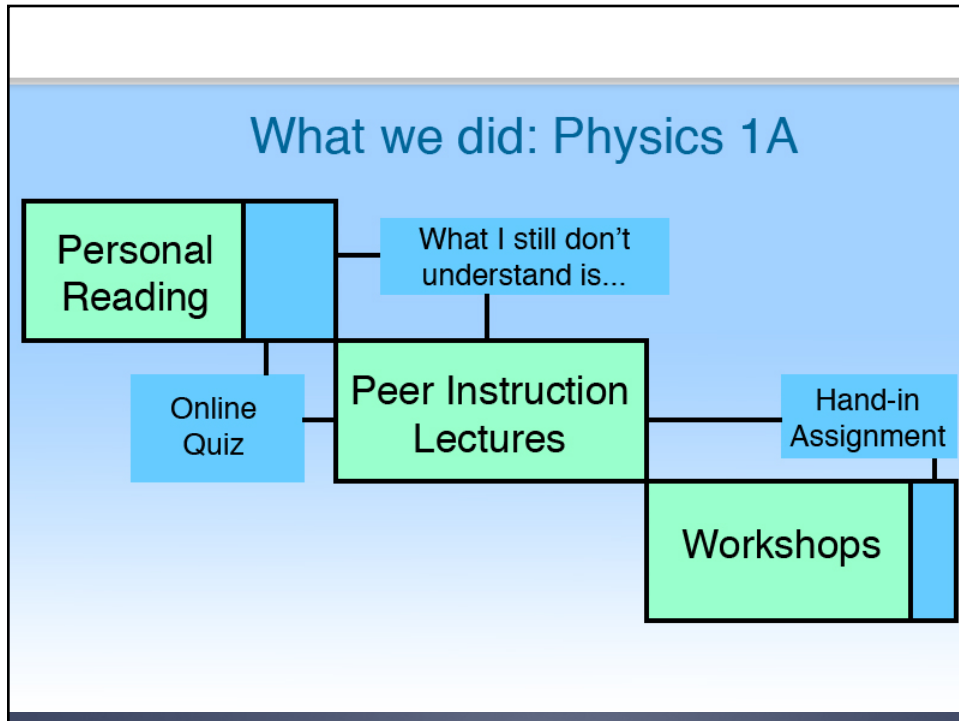 What we did: Physics 1A
Personal
Reading
What I still don’t
understand is...
Online
Quiz
Peer Instruction
Lectures
Hand-in
Assignment
Workshops